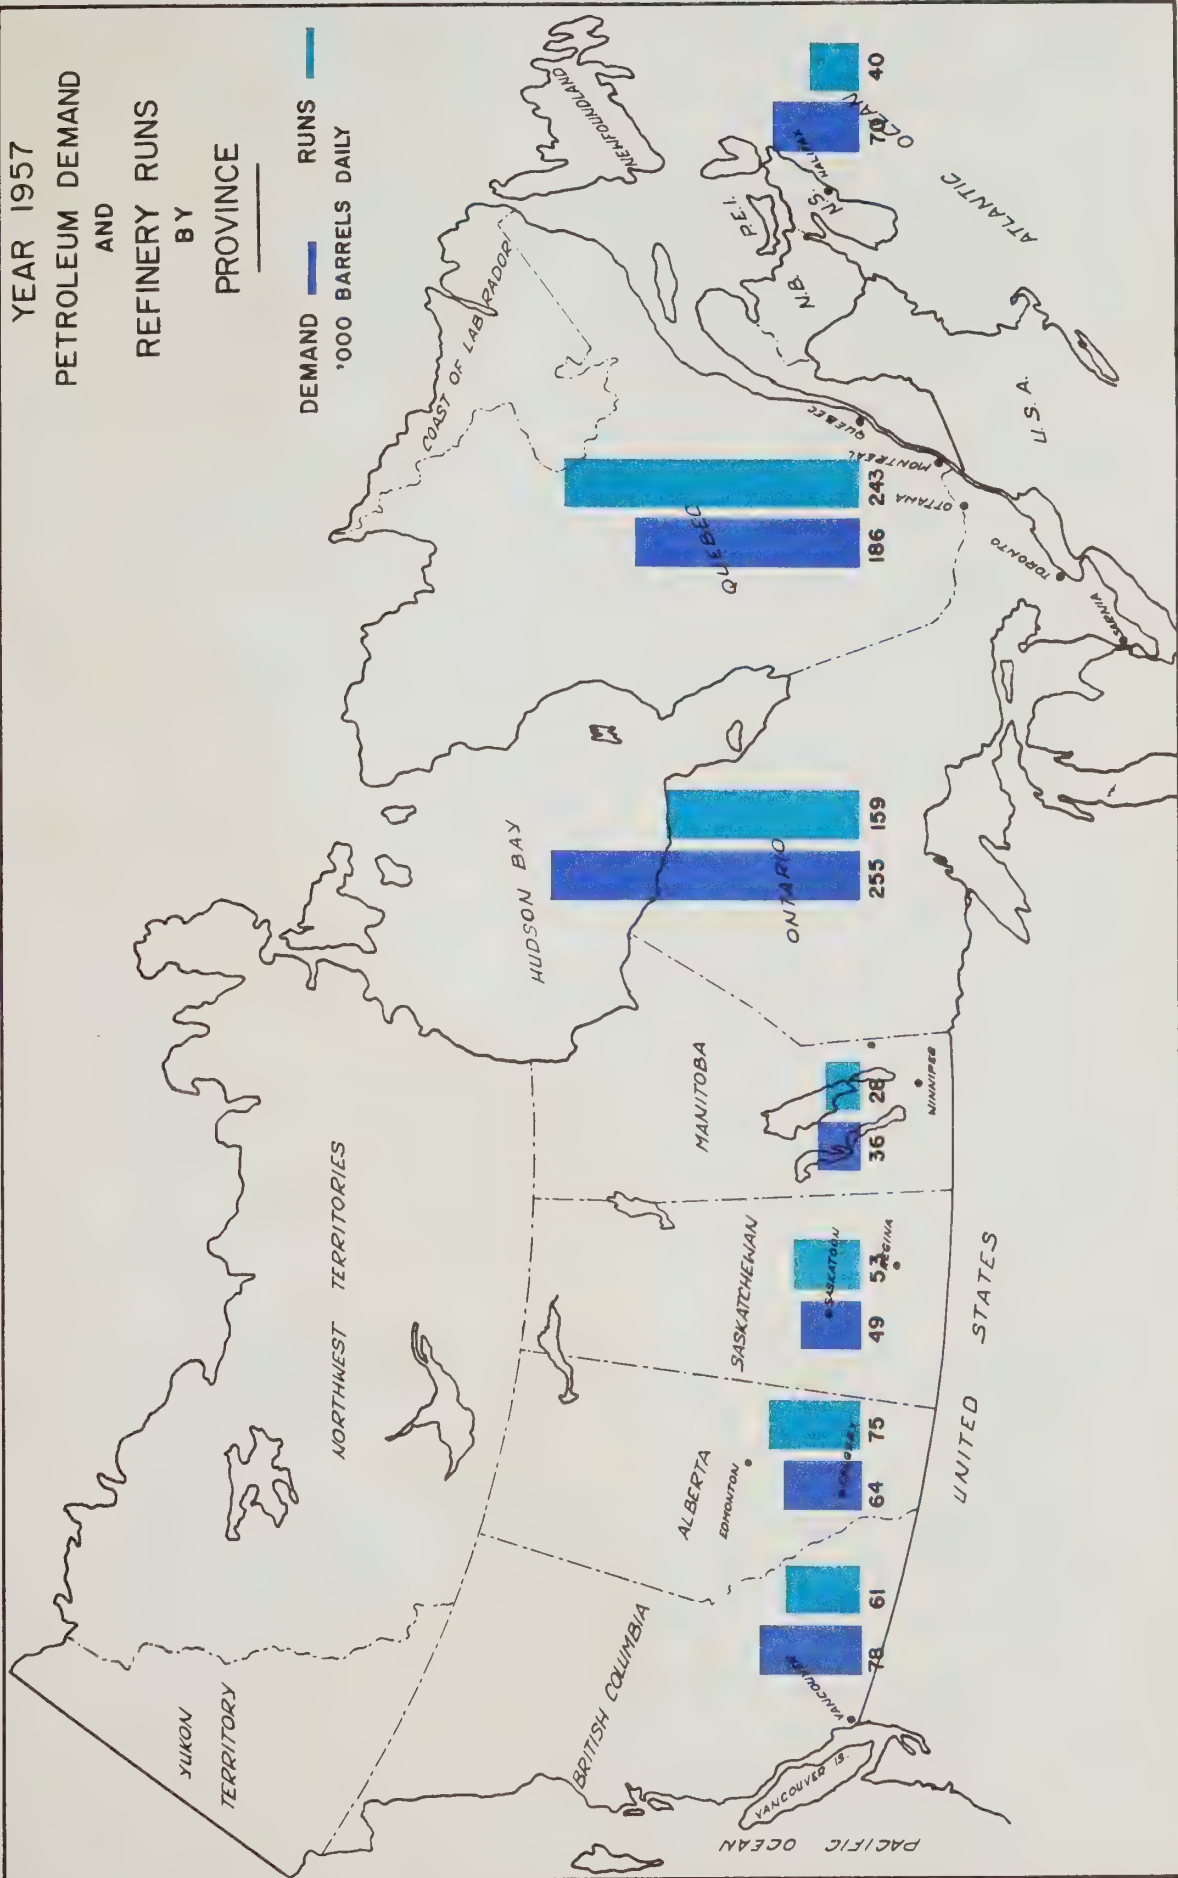 YEAR 1957
PETROLEUM DEMAND
AND
REFINERY RUNS
BY
PROVINCE
DEMAND RUNS
'000 BARRELS DAILY
YUKON
TERRITORY
NORTHWEST TERRITORIES
HUDSON BAY
COAST OF LABRADOR
NEWFOUNDLAND
BRITISH COLUMBIA
ALBERTA
EDMONTON
CALGARY
SASKATCHEWAN
SASKATOON
REGINA
MANITOBA
WINNIPEG
ONTARIO
QUEBEC
P.E.I.
N.B.
N.S.
HALIFAX
QUEBEC
MONTREAL
OTTAWA
TORONTO
SARNIA
VANCOUVER
VANCOUVER IS.
PACIFIC OCEAN
UNITED STATES
U.S.A.
ATLANTIC
OCEAN
78 61
64 75
49 53
36 28
255 159
186 243
70 40